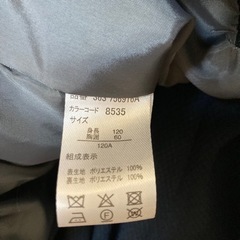 カラーコード 8535
サイズ
身長 120
胸囲 60
120A
組成表示
表生地 ポリエステル 100%
裏生地 ポリエステル 100%